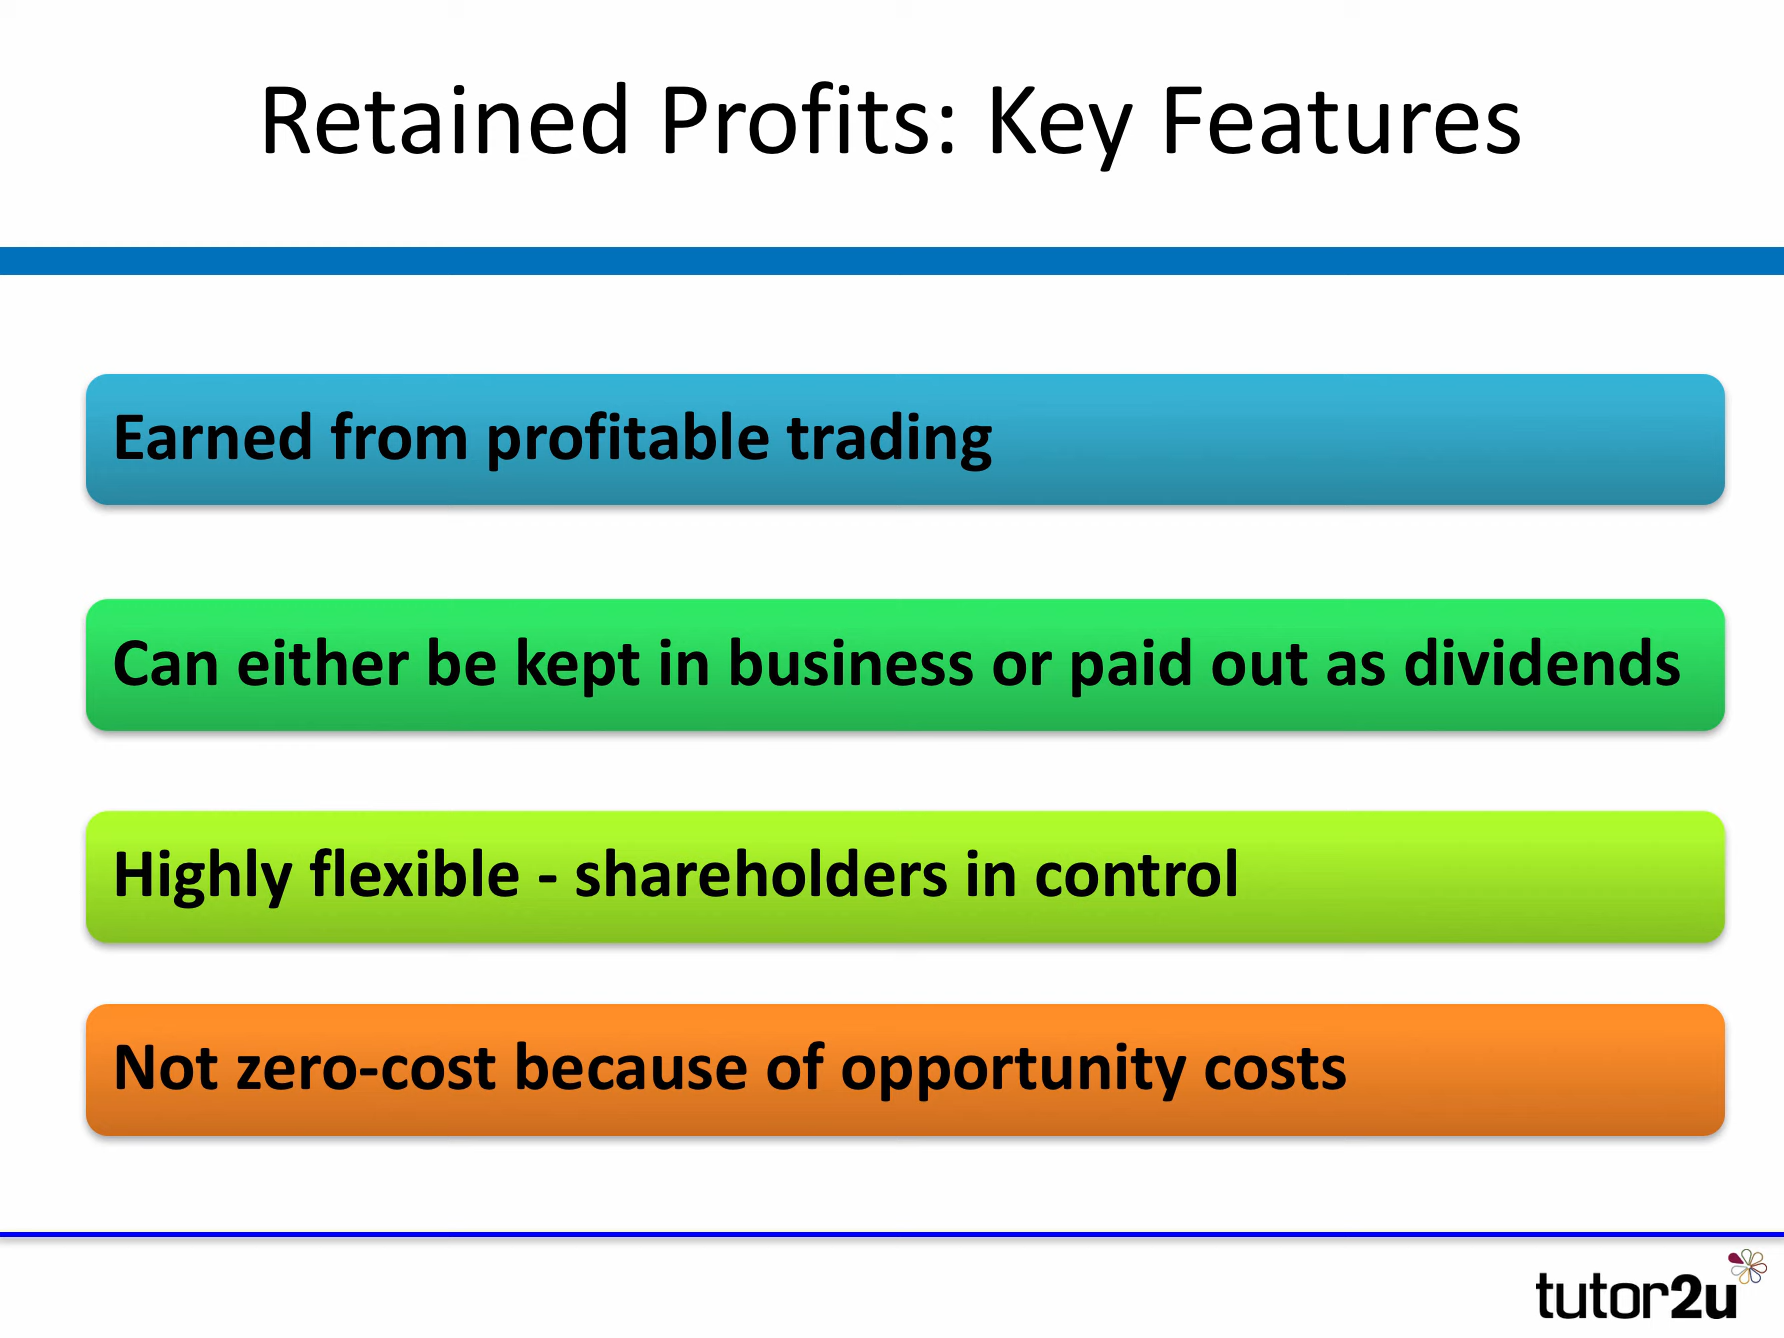 Retained Profits: Key Features
Earned from profitable trading
Can either be kept in business or paid out as dividends
Highly flexible - shareholders in control
Not zero-cost because of opportunity costs
tutor2u